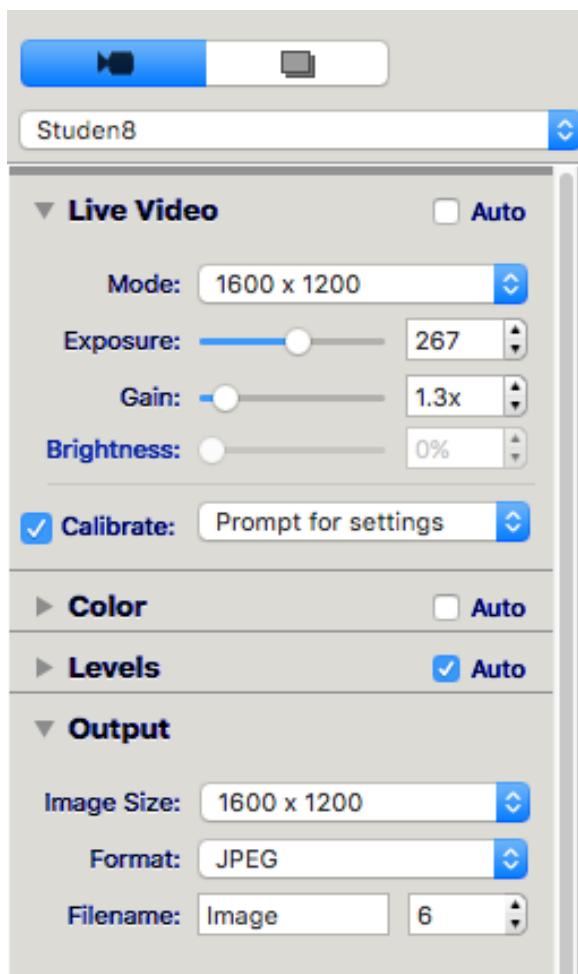 Studen8
Live Video Auto
Mode: 1600 x 1200
Exposure: 267
Gain: 1.3x
Brightness: 0%
Calibrate: Prompt for settings
Color Auto
Levels Auto
Output
Image Size: 1600 x 1200
Format: JPEG
Filename: Image 6